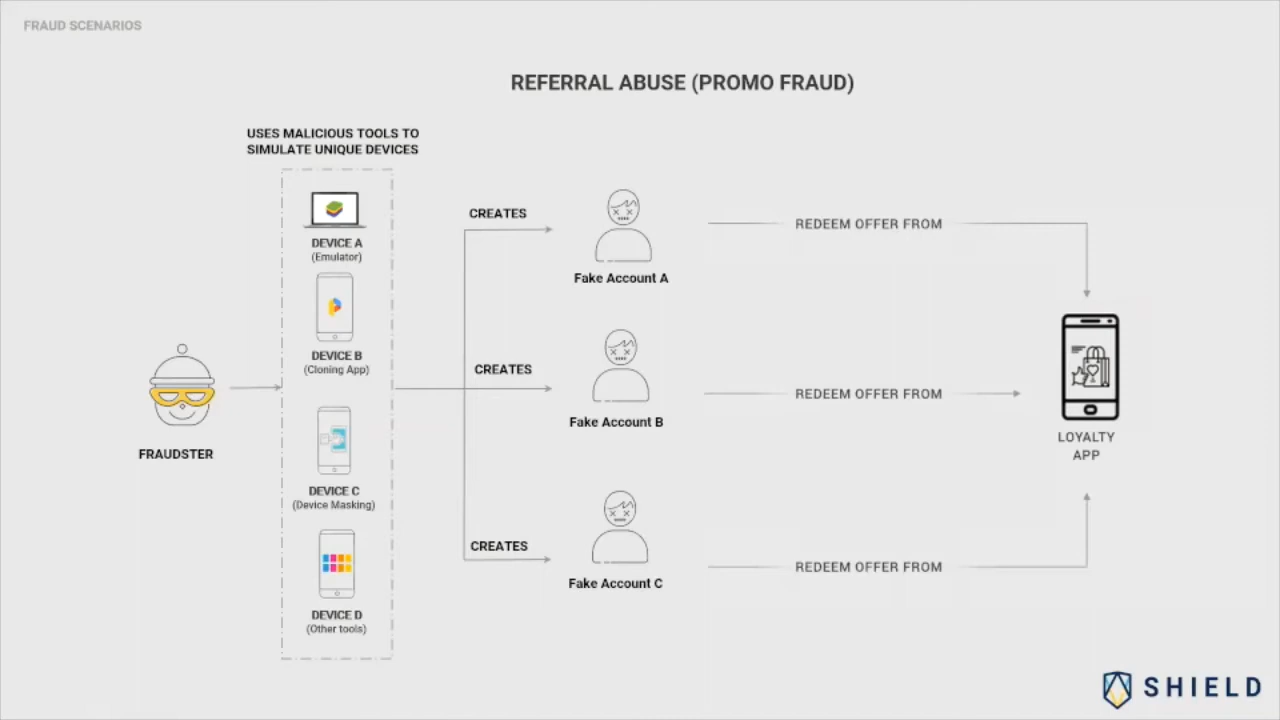 FRAUD SCENARIOS
REFERRAL ABUSE (PROMO FRAUD)
USES MALICIOUS TOOLS TO
SIMULATE UNIQUE DEVICES
DEVICE A
(Emulator)
DEVICE B
(Cloning App)
DEVICE C
(Device Masking)
DEVICE D
(Other tools)
FRAUDSTER
CREATES
Fake Account A
REDEEM OFFER FROM
CREATES
Fake Account B
REDEEM OFFER FROM
CREATES
Fake Account C
REDEEM OFFER FROM
LOYALTY
APP
SHIELD